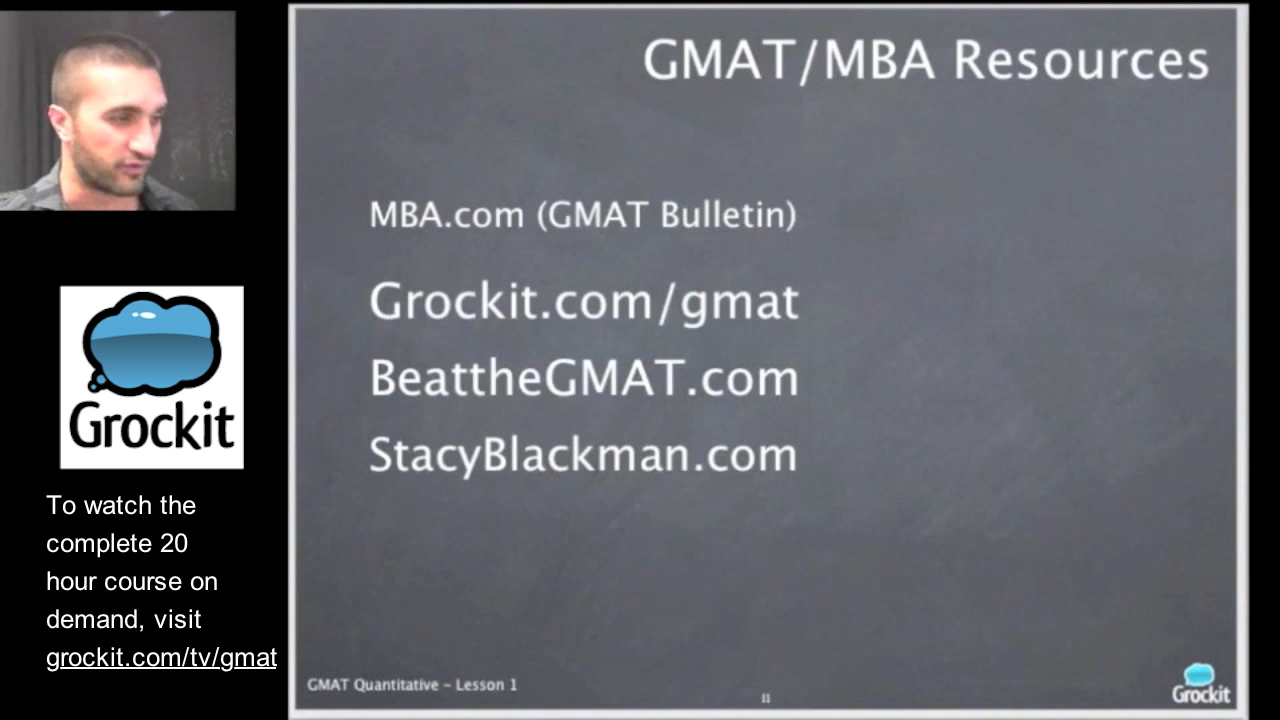 GMAT/MBA Resources
MBA.com (GMAT Bulletin)
Grockit.com/gmat
BeattheGMAT.com
StacyBlackman.com
Grockit
To watch the
complete 20
hour course on
demand, visit
grockit.com/tv/gmat
GMAT Quantitative – Lesson 1
11
Grockit